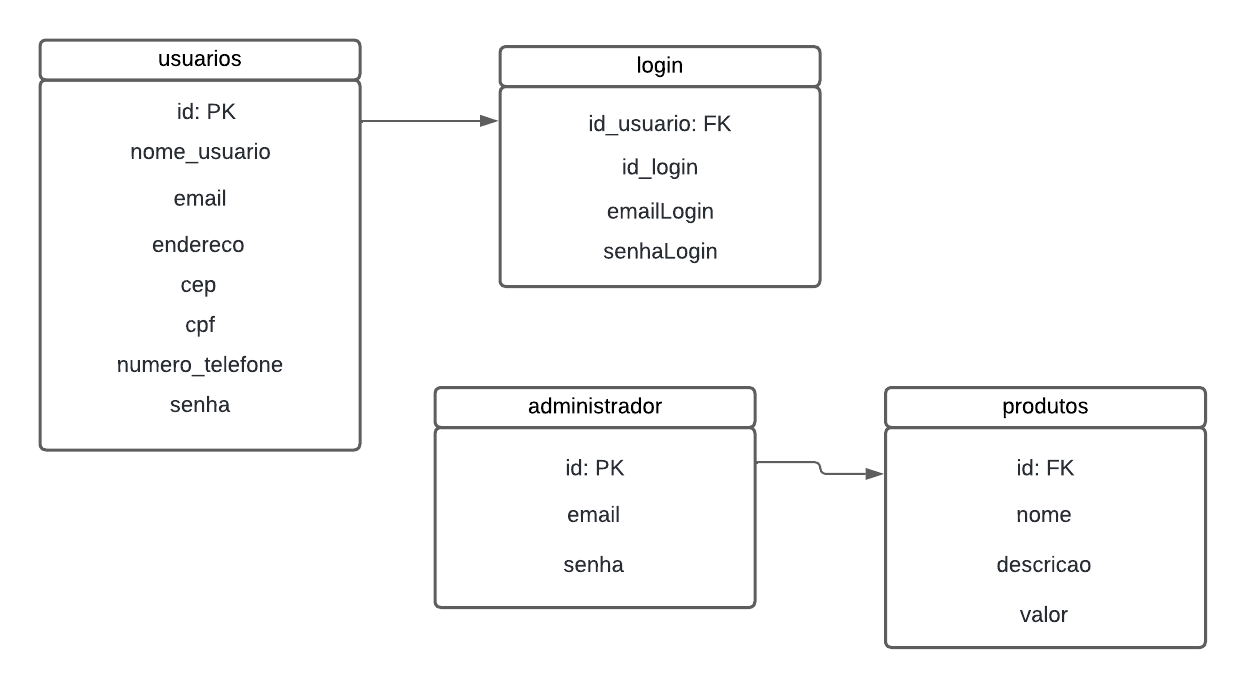 usuarios
id: PK
nome_usuario
email
endereco
cep
cpf
numero_telefone
senha
login
id_usuario: FK
id_login
emailLogin
senhaLogin
administrador
id: PK
email
senha
produtos
id: FK
nome
descricao
valor